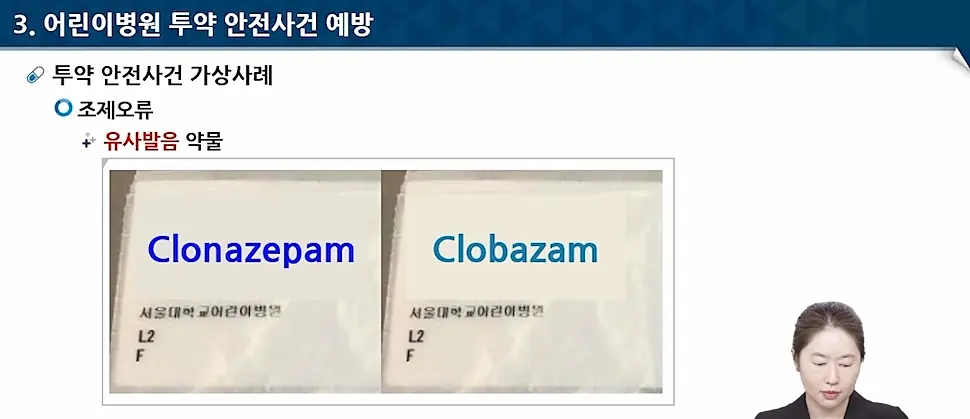 3. 어린이병원 투약 안전사건 예방
투약 안전사건 가상사례
조제오류
유사발음 약물
Clonazepam
서울대학교어린이병원
L2
F
Clobazam
서울대학교어린이병원
L2
F